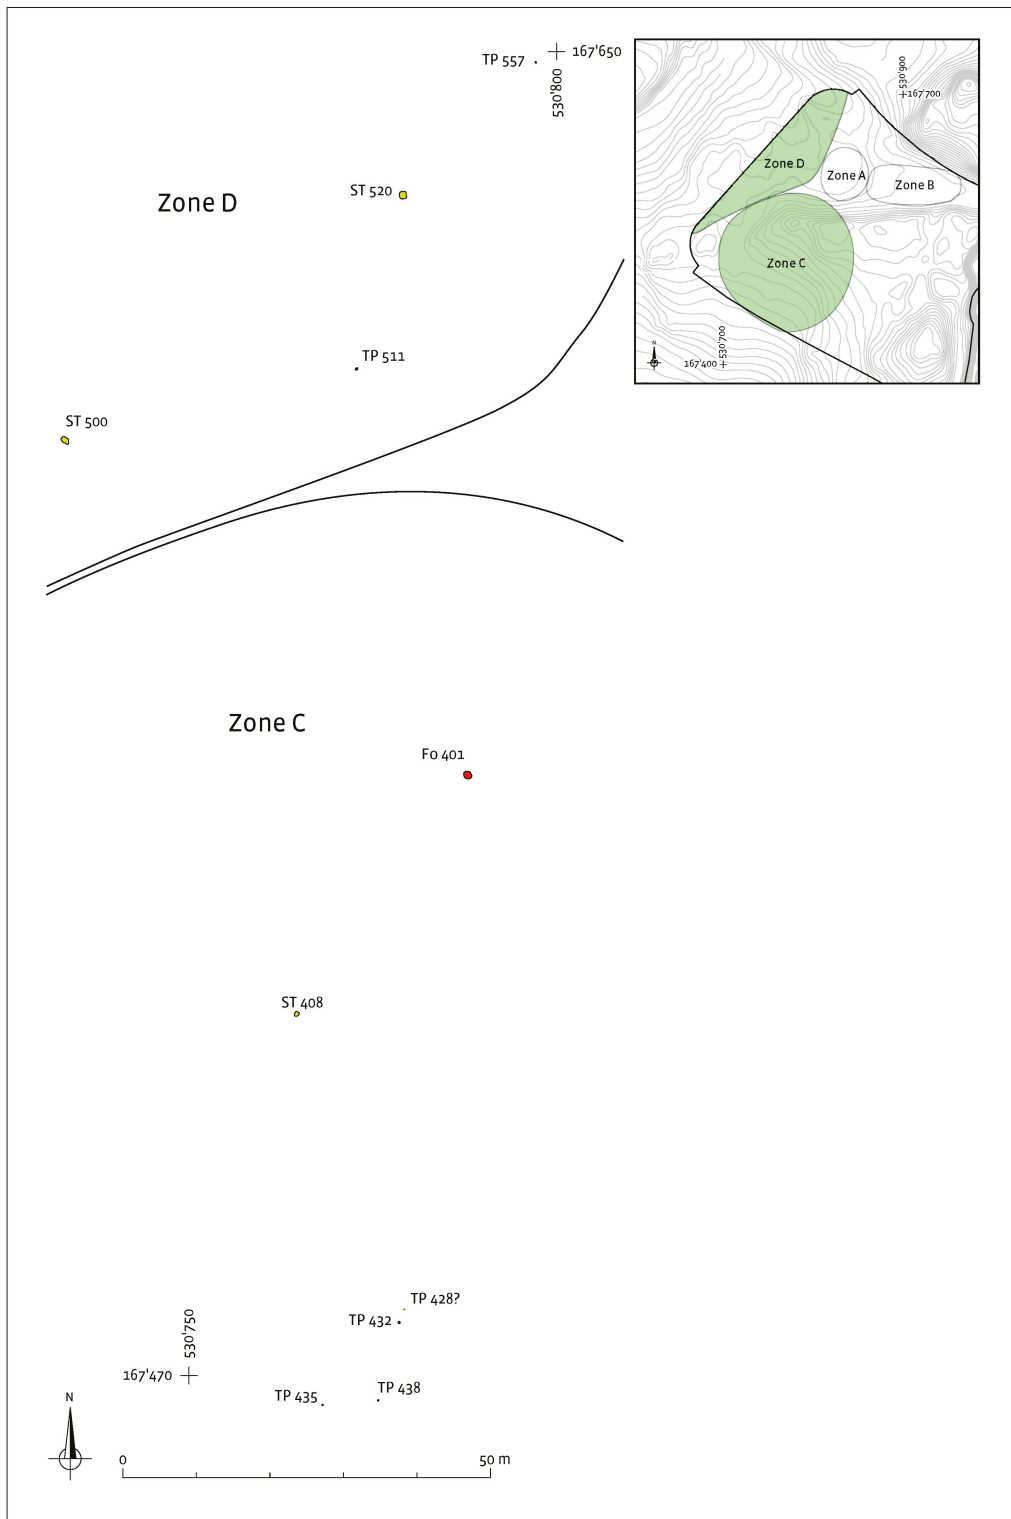 TP 557
167'650
530'800
ST 520
Zone D
TP 511
ST 500
530'900
167'700
Zone D
Zone A
Zone B
Zone C
N
530'700
167'400
Zone C
Fo 401
ST 408
TP 428?
TP 432
530'750
167'470
TP 435
TP 438
N
0
50 m